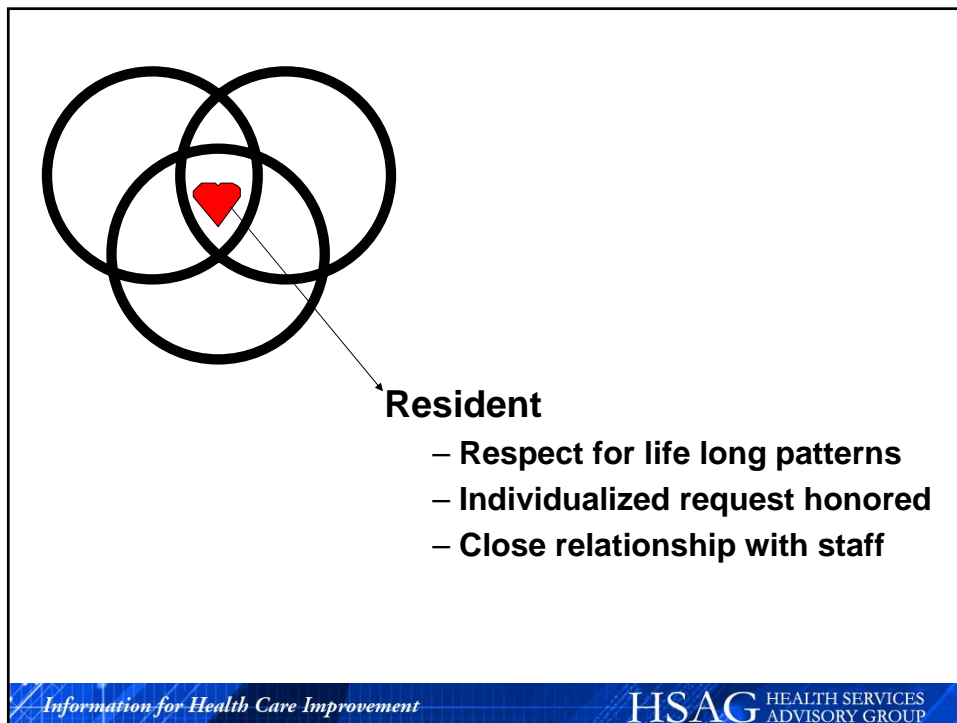 Resident
– Respect for life long patterns
– Individualized request honored
– Close relationship with staff
Information for Health Care Improvement
HSAG HEALTH SERVICES
ADVISORY GROUP